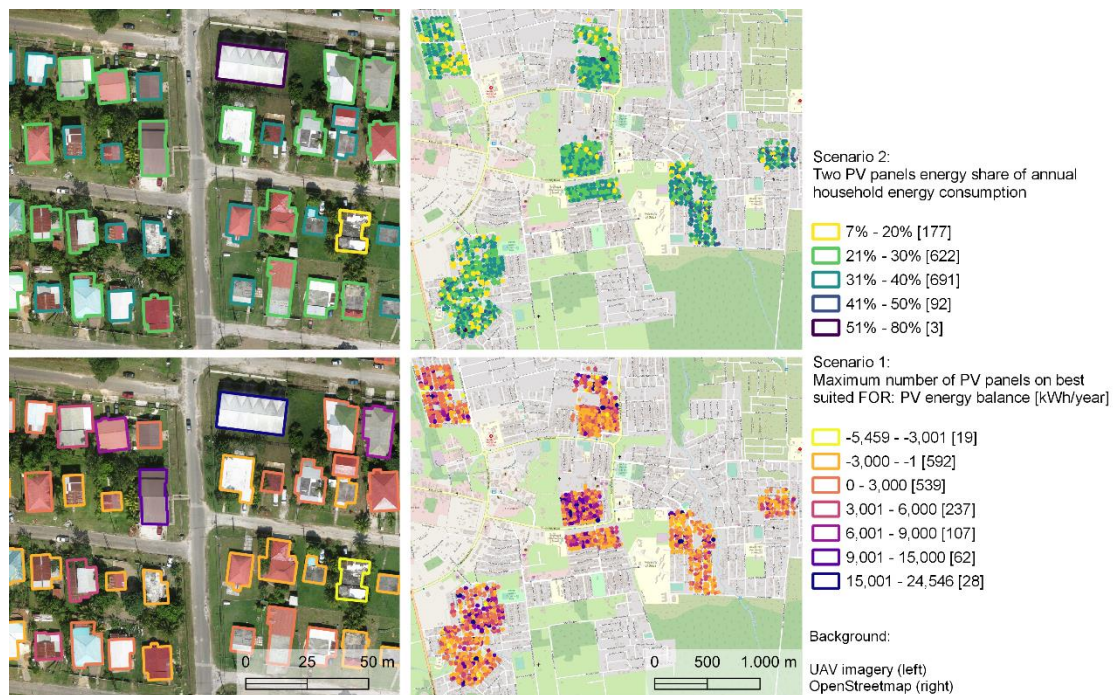 Scenario 2:
Two PV panels energy share of annual
household energy consumption
7% - 20% [177]
21% - 30% [622]
31% - 40% [691]
41% - 50% [92]
51% - 80% [3]
Scenario 1:
Maximum number of PV panels on best
suited FOR: PV energy balance [kWh/year]
-5,459 - -3,001 [19]
-3,000 - -1 [592]
0 - 3,000 [539]
3,001 - 6,000 [237]
6,001 - 9,000 [107]
9,001 - 15,000 [62]
15,001 - 24,546 [28]
Background:
UAV imagery (left)
OpenStreetmap (right)
0 25 50 m
0 500 1.000 m